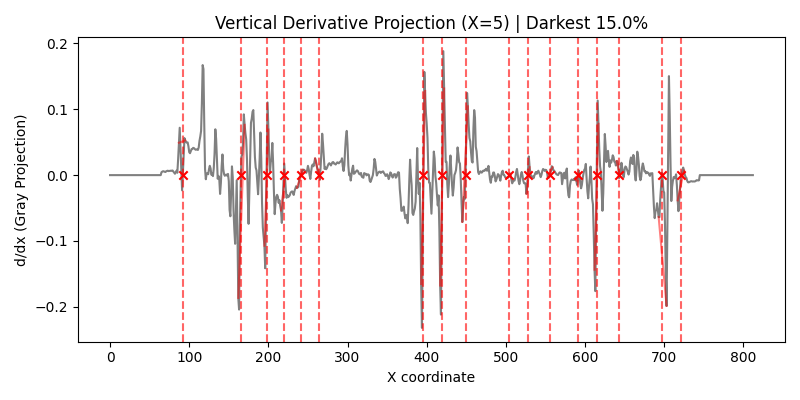 Vertical Derivative Projection (X=5) | Darkest 15.0%
0.2
0.1
0.0
−0.1
−0.2
d/dx (Gray Projection)
0 100 200 300 400 500 600 700 800
X coordinate